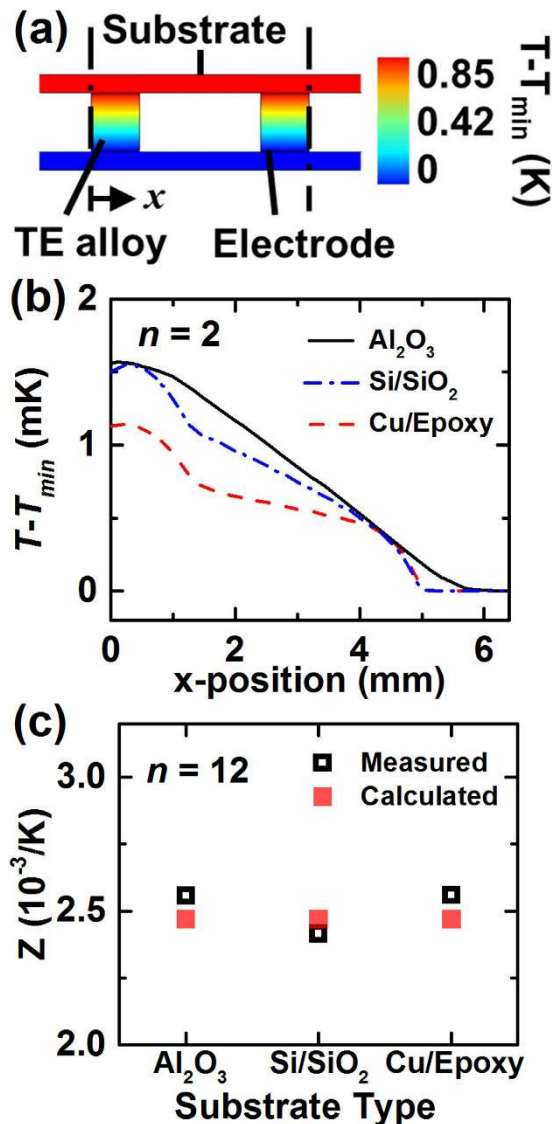 (a)
Substrate
TE alloy
Electrode
x
0.85
0.42
0
T-Tmin (K)
(b)
n = 2
Al2O3
Si/SiO2
Cu/Epoxy
2
1
0
T-Tmin (mK)
0 2 4 6
x-position (mm)
(c)
n = 12
Measured
Calculated
3.0
2.5
2.0
Z (10-3/K)
Al2O3 Si/SiO2 Cu/Epoxy
Substrate Type